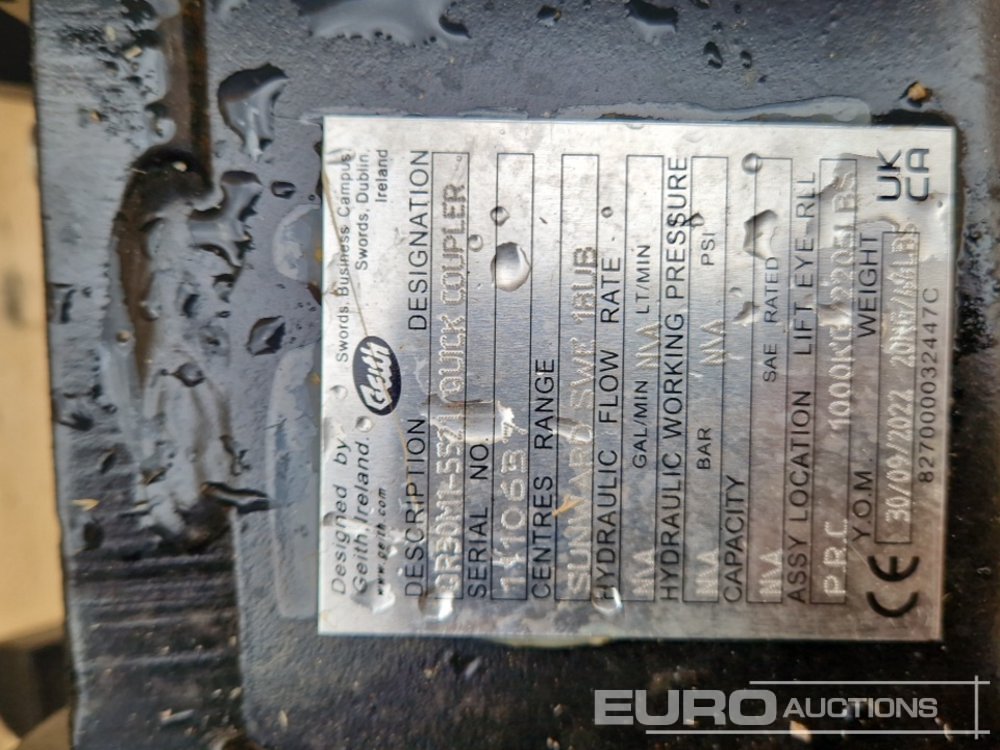 Designed by
Geith, Ireland.
www.geith.com
Geith
Swords, Business Campus,
Swords, Dublin,
Ireland
DESCRIPTION DESIGNATION
QUICK COUPLER
SERIAL NO.
CENTRES RANGE
SUNWARD SWE 18UB
HYDRAULIC FLOW RATE
N\A GAL/MIN N\A LT/MIN
HYDRAULIC WORKING PRESSURE
N\A BAR N\A PSI
CAPACITY
N\A SAE RATED
ASSY LOCATION LIFT EYE-RLL
P.R.C 1000KG/2205LBS
Y.O.M. WEIGHT
30/09/2022
CE UK
CA
8270000032447C
EURO AUCTIONS